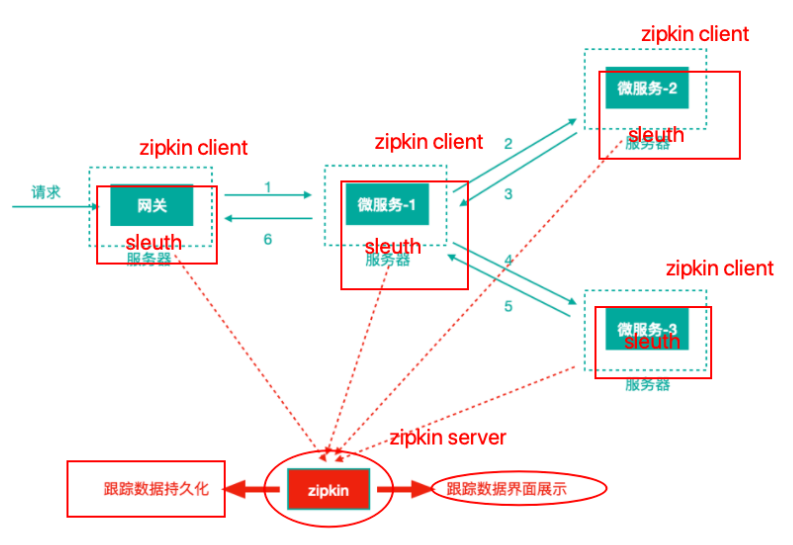 zipkin client
微服务-2
sleuth
服务器
zipkin client
zipkin client
2
3
请求
网关
1
微服务-1
6
sleuth
服务器
sleuth
服务器
4
5
zipkin client
微服务-3
sleuth
服务器
zipkin server
跟踪数据持久化
zipkin
跟踪数据界面展示